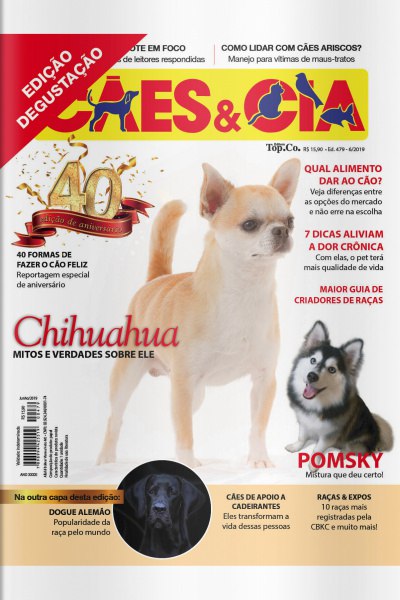 EDIÇÃO
DEGUSTAÇÃO
OTE EM FOCO
s de leitores respondidas
COMO LIDAR COM CÃES ARISCOS?
Manejo para vítimas de maus-tratos
CÃES & CIA
Top.Co. R$ 15,90 - Ed. 479 - 6/2019
40
edição de aniversário
40 FORMAS DE
FAZER O CÃO FELIZ
Reportagem especial
de aniversário
QUAL ALIMENTO
DAR AO CÃO?
Veja diferenças entre
as opções do mercado
e não erre na escolha
7 DICAS ALIVIAM
A DOR CRÔNICA
Com elas, o pet terá
mais qualidade de vida
MAIOR GUIA DE
CRIADORES DE RAÇAS
Chihuahua
MITOS E VERDADES SOBRE ELE
Junho/2019
POMSKY
Mistura que deu certo!
Na outra capa desta edição:
DOGUE ALEMÃO
Popularidade da
raça pelo mundo
CÃES DE APOIO A
CADEIRANTES
Eles transformam a
vida dessas pessoas
RAÇAS & EXPOS
10 raças mais
registradas pela
CBKC e muito mais!